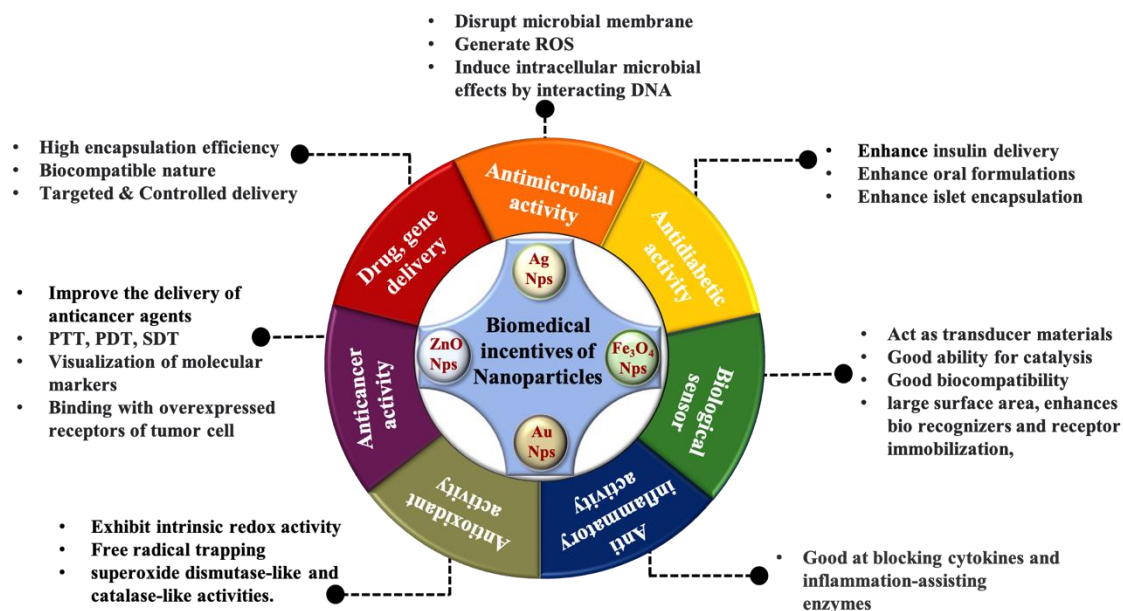 • Disrupt microbial membrane
• Generate ROS
• Induce intracellular microbial
effects by interacting DNA
• High encapsulation efficiency
• Biocompatible nature
• Targeted & Controlled delivery
• Enhance insulin delivery
• Enhance oral formulations
• Enhance islet encapsulation
Antimicrobial
activity
Drug, gene
delivery
Antidiabetic
activity
Ag
Nps
• Improve the delivery of
anticancer agents
• PTT, PDT, SDT
• Visualization of molecular
markers
• Binding with overexpressed
receptors of tumor cell
Anticancer
activity
ZnO
Nps
Biomedical
incentives of
Nanoparticles
Fe₃O₄
Nps
Biological
sensor
• Act as transducer materials
• Good ability for catalysis
• Good biocompatibility
• large surface area, enhances
bio recognizers and receptor
immobilization,
Au
Nps
Antioxidant
activity
Anti
inflammatory
activity
• Exhibit intrinsic redox activity
• Free radical trapping
• superoxide dismutase-like and
catalase-like activities.
• Good at blocking cytokines and
inflammation-assisting
enzymes